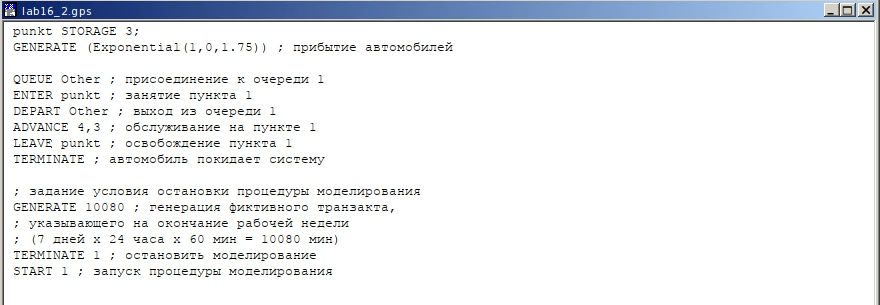 lab16_2.gps
punkt STORAGE 3;
GENERATE (Exponential(1,0,1.75)) ; прибытие автомобилей
QUEUE Other ; присоединение к очереди 1
ENTER punkt ; занятие пункта 1
DEPART Other ; выход из очереди 1
ADVANCE 4,3 ; обслуживание на пункте 1
LEAVE punkt ; освобождение пункта 1
TERMINATE ; автомобиль покидает систему
; задание условия остановки процедуры моделирования
GENERATE 10080 ; генерация фиктивного транзакта,
; указывающего на окончание рабочей недели
; (7 дней x 24 часа x 60 мин = 10080 мин)
TERMINATE 1 ; остановить моделирование
START 1 ; запуск процедуры моделирования